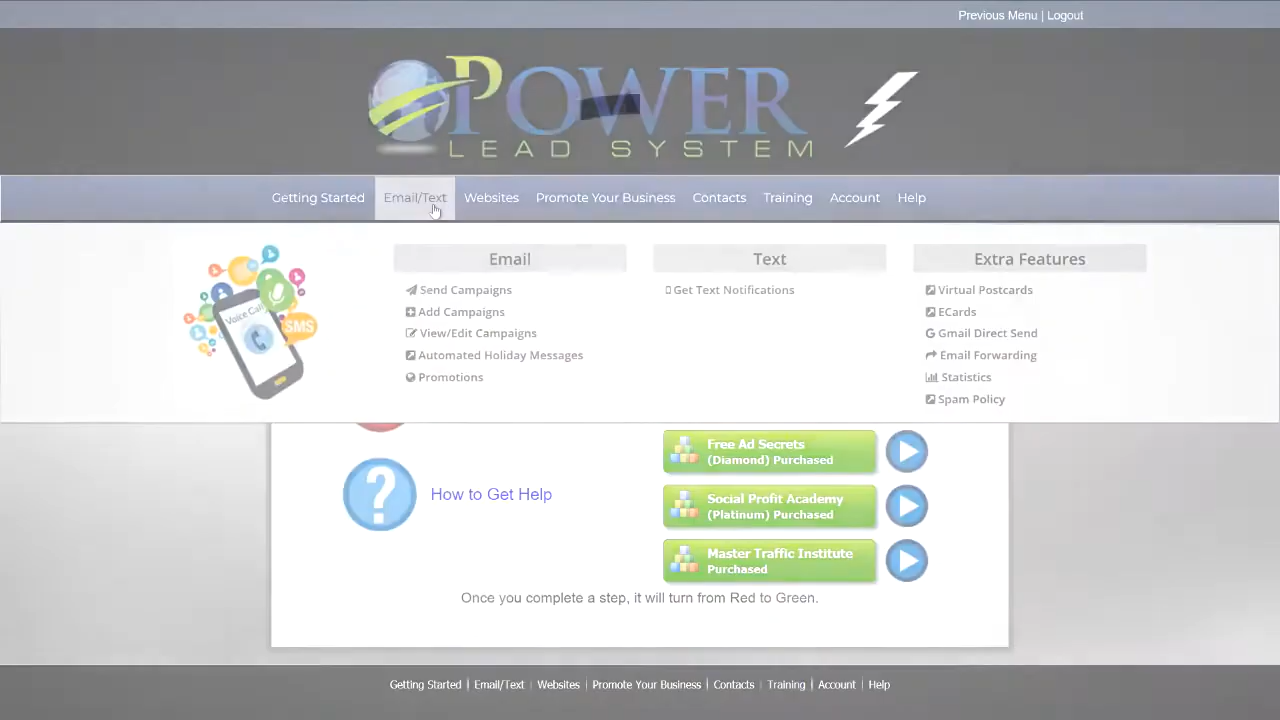 Previous Menu | Logout
POWER
LEAD SYSTEM
Getting Started Email/Text Websites Promote Your Business Contacts Training Account Help
Email
Send Campaigns
Add Campaigns
View/Edit Campaigns
Automated Holiday Messages
Promotions
Text
Get Text Notifications
Extra Features
Virtual Postcards
ECards
Gmail Direct Send
Email Forwarding
Statistics
Spam Policy
Voice Call
SMS
How to Get Help
Free Ad Secrets
(Diamond) Purchased
Social Profit Academy
(Platinum) Purchased
Master Traffic Institute
Purchased
Once you complete a step, it will turn from Red to Green.
Getting Started | Email/Text | Websites | Promote Your Business | Contacts | Training | Account | Help